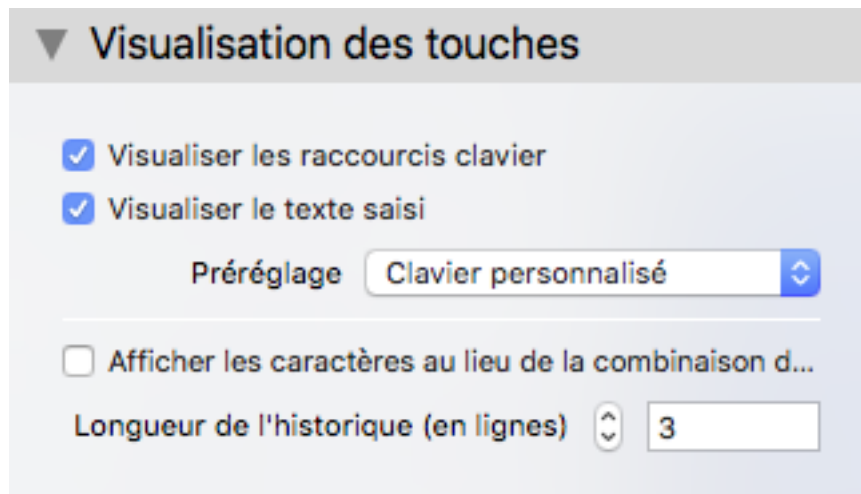 Visualisation des touches
Visualiser les raccourcis clavier
Visualiser le texte saisi
Préréglage Clavier personnalisé
Afficher les caractères au lieu de la combinaison d...
Longueur de l'historique (en lignes) 3